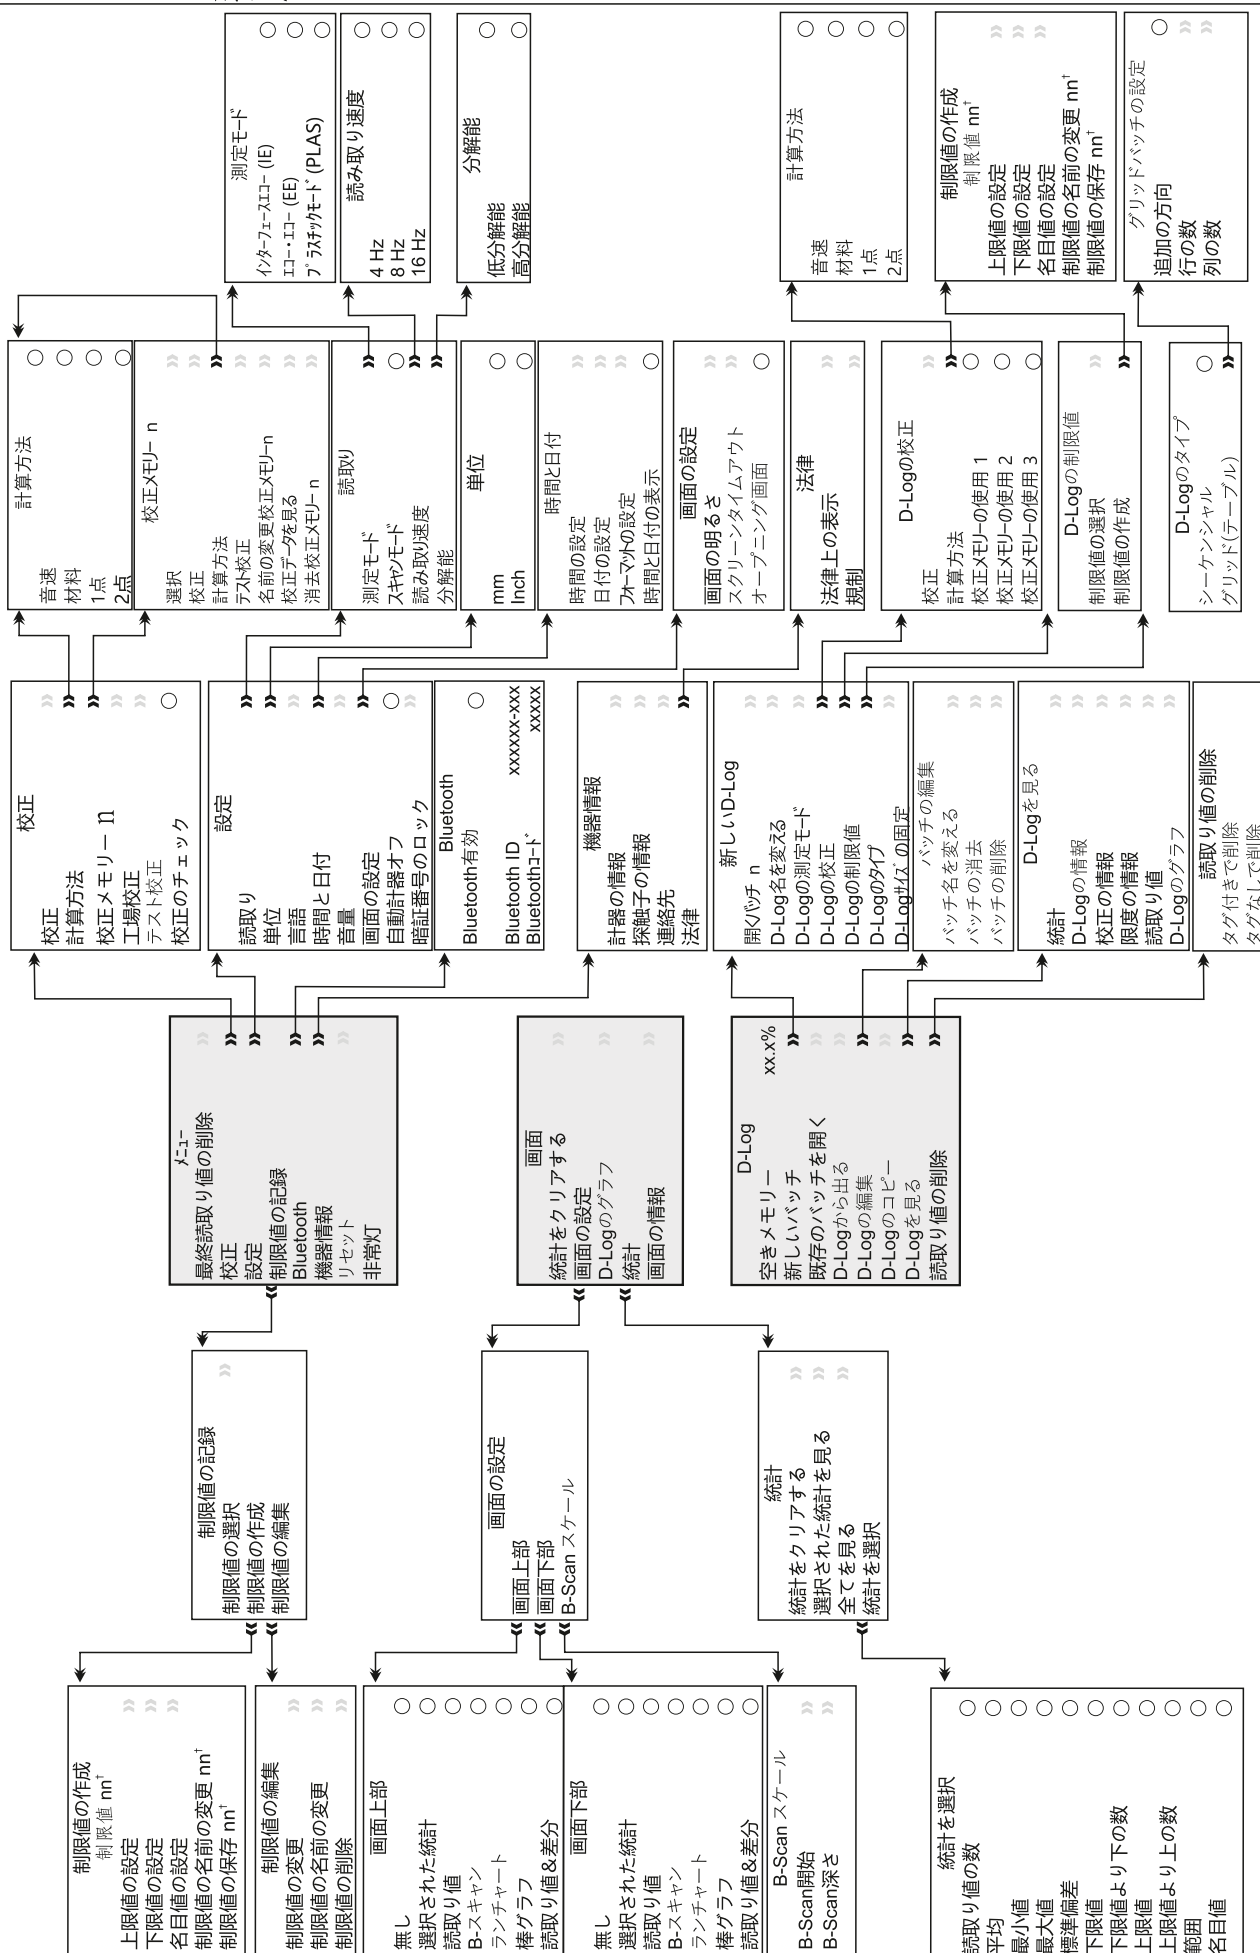 制限値の作成
制限値 nn†
上限値の設定
下限値の設定
名目値の設定
制限値の名前の変更 nn†
制限値の保存 nn†
制限値の編集
制限値の変更
制限値の名前の変更
制限値の削除
画面上部
無し
選択された統計
読取り値
B-スキャン
ランチャート
棒グラフ
読取り値&差分
画面下部
無し
選択された統計
読取り値
B-スキャン
ランチャート
棒グラフ
読取り値&差分
B-Scan スケール
B-Scan開始
B-Scan深さ
統計を選択
読取り値の数
平均
最小値
最大値
標準偏差
下限値
下限値より下の数
上限値
上限値より上の数
範囲
名目値
制限値の記録
制限値の選択
制限値の作成
制限値の編集
画面の設定
画面上部
画面下部
B-Scan スケール
統計
統計をクリアする
選択された統計を見る
全てを見る
統計を選択
メニュー
最終読取り値の削除
校正
設定
制限値の記録
Bluetooth
機器情報
リセット
非常灯
画面
統計をクリアする
画面の設定
D-Logのグラフ
統計
画面の情報
D-Log
空きメモリー xx.x%
新しいバッチ
既存のバッチを開く
D-Logから出る
D-Logの編集
D-Logのコピー
D-Logを見る
読取り値の削除
校正
校正
計算方法
校正メモリー n
工場校正
テスト校正
校正のチェック
設定
読取り
単位
言語
時間と日付
音量
画面の設定
自動計器オフ
暗証番号のロック
Bluetooth
Bluetooth有効
Bluetooth ID xxxxxx-xxx
Bluetoothコード xxxxx
機器情報
計器の情報
探触子の情報
連絡先
法律
新しいD-Log
開くバッチ n
D-Log名を変える
D-Logの測定モード
D-Logの校正
D-Logの制限値
D-Logのタイプ
D-Logサイズの固定
バッチの編集
バッチ名を変える
バッチの消去
バッチの削除
D-Logを見る
統計
D-Logの情報
校正の情報
限度の情報
読取り値
D-Logのグラフ
読取り値の削除
タグ付きで削除
タグなしで削除
計算方法
音速
材料
1点
2点
校正メモリー n
選択
校正
計算方法
テスト校正
名前の変更校正メモリーn
校正データを見る
消去校正メモリー n
読取り
測定モード
スキャンモード
読み取り速度
分解能
単位
mm
Inch
時間と日付
時間の設定
日付の設定
フォーマットの設定
時間と日付の表示
画面の設定
画面の明るさ
スクリーンタイムアウト
オープニング画面
法律
法律上の表示
規制
D-Logの校正
校正
計算方法
校正メモリーの使用 1
校正メモリーの使用 2
校正メモリーの使用 3
D-Logの制限値
制限値の選択
制限値の作成
D-Logのタイプ
シーケンシャル
グリッド(テーブル)
測定モード
インターフェースエコー (IE)
エコー・エコー (EE)
プラスチックモード (PLAS)
読み取り速度
4 Hz
8 Hz
16 Hz
分解能
低分解能
高分解能
計算方法
音速
材料
1点
2点
制限値の作成
制限値 nn†
上限値の設定
下限値の設定
名目値の設定
制限値の名前の変更 nn†
制限値の保存 nn†
グリッドバッチの設定
追加の方向
行の数
列の数